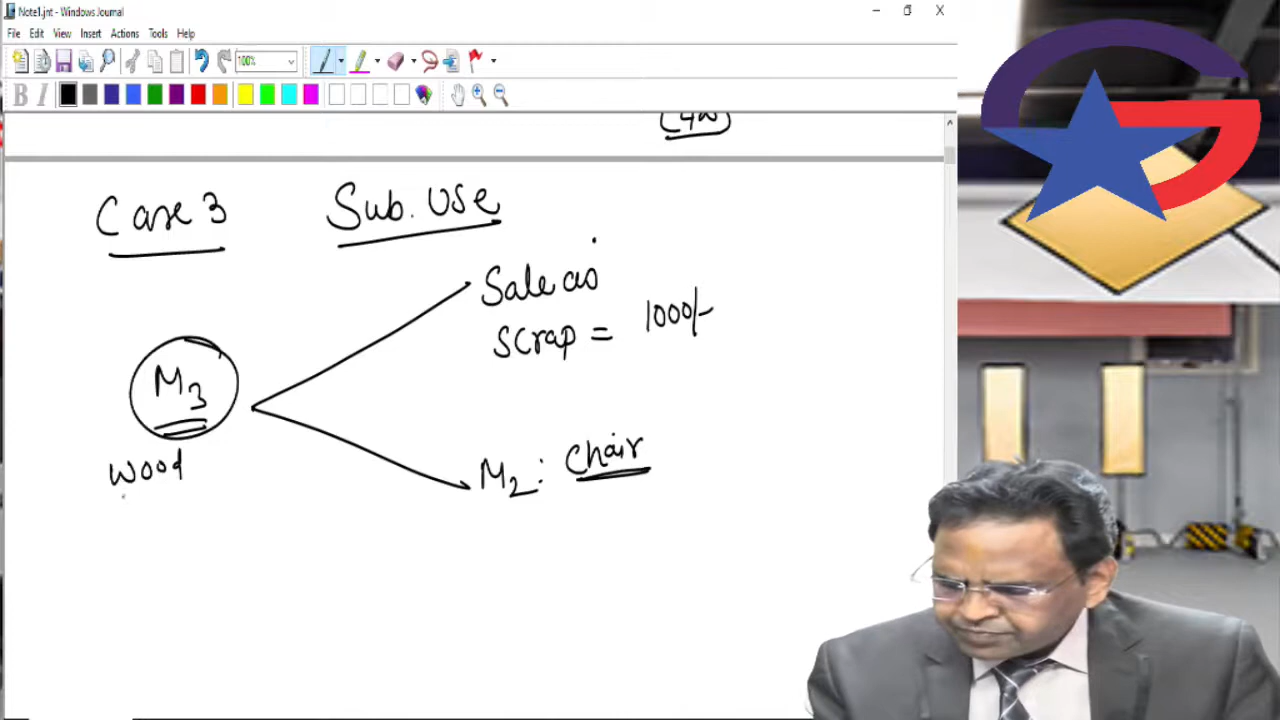 Note1.jnt - Windows Journal
File Edit View Insert Actions Tools Help
100%
B I
Case 3 Sub. Use
Sale as
Scrap = 1000/-
M3
wood
M2 : Chair